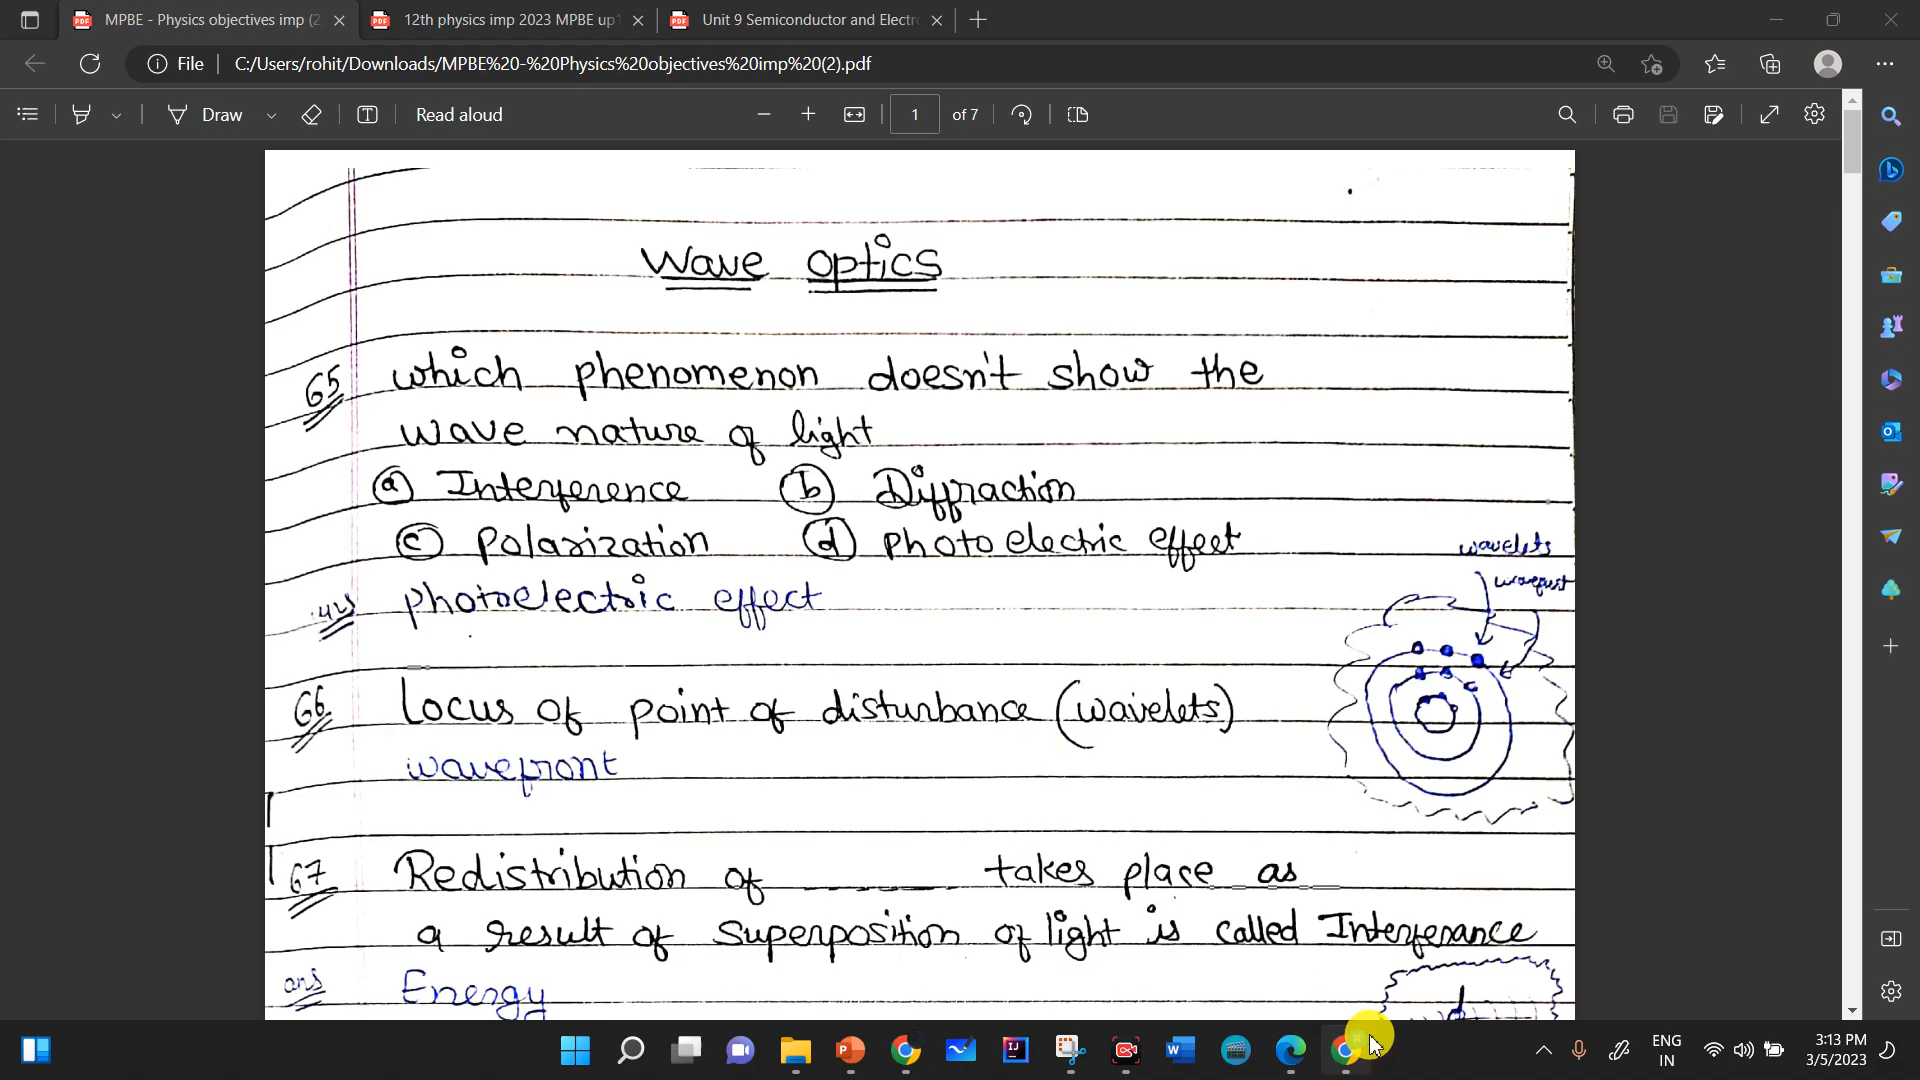 MPBE - Physics objectives imp (2
12th physics imp 2023 MPBE up
Unit 9 Semiconductor and Electr
File
C:/Users/rohit/Downloads/MPBE%20-%20Physics%20objectives%20imp%20(2).pdf
Draw
Read aloud
1
of 7
Wave optics
65 which phenomenon doesn't show the
wave nature of light
(a) Interference (b) Diffraction
(c) Polarization (d) Photo electric effect
wavelets
photoelectric effect
66 Locus of point of disturbance (wavelets)
wavefront
67 Redistribution of ______ takes place as
a result of superposition of light is called Interferance
ans Energy
ENG
IN
3:13 PM
3/5/2023